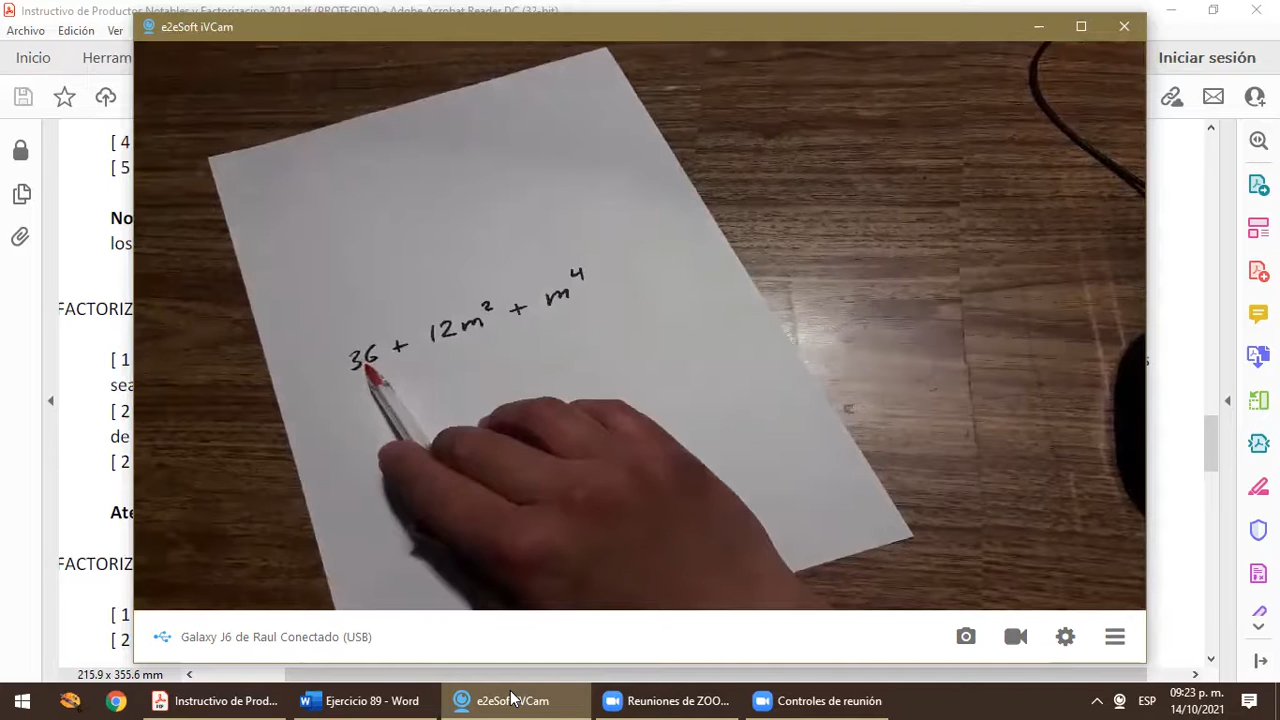 Instructivo de Productos Notables y Factorizacion 2021.pdf (PROTEGIDO) - Adobe Acrobat Reader DC (32-bit)
e2eSoft iVCam
Archivo Edición Ver
Inicio Herram
Iniciar sesión
[ 4
[ 5
No
los
FACTORIZ
[ 1
sea
[ 2
de
[ 2
Ate
FACTORIZ
[ 1
[ 2
36 + 12m² + m⁴
Galaxy J6 de Raul Conectado (USB)
215.9 x 355.6 mm
Instructivo de Prod...
Ejercicio 89 - Word
e2eSoft iVCam
Reuniones de ZOO...
Controles de reunión
ESP
09:23 p. m.
14/10/2021